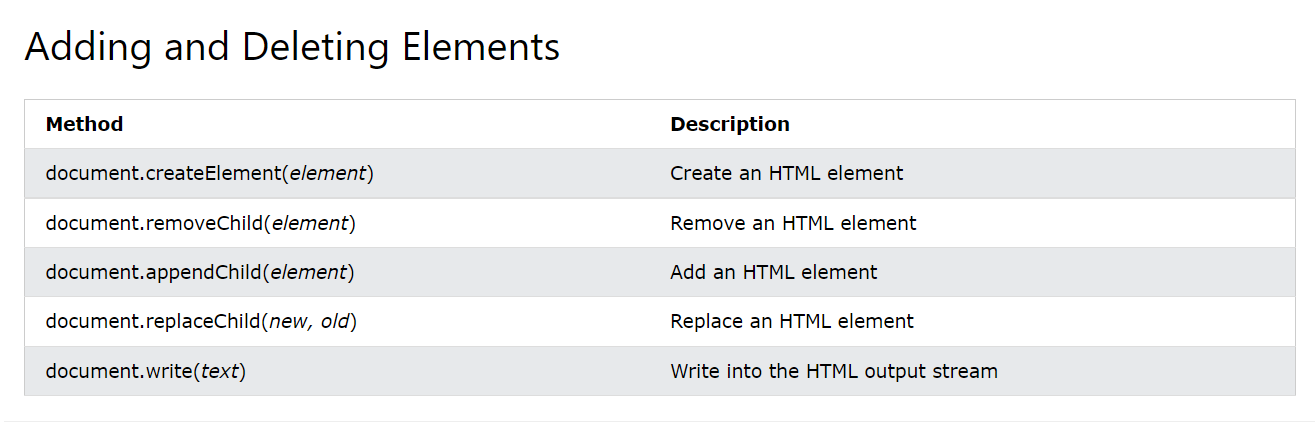 Adding and Deleting Elements
Method Description
document.createElement(element) Create an HTML element
document.removeChild(element) Remove an HTML element
document.appendChild(element) Add an HTML element
document.replaceChild(new, old) Replace an HTML element
document.write(text) Write into the HTML output stream